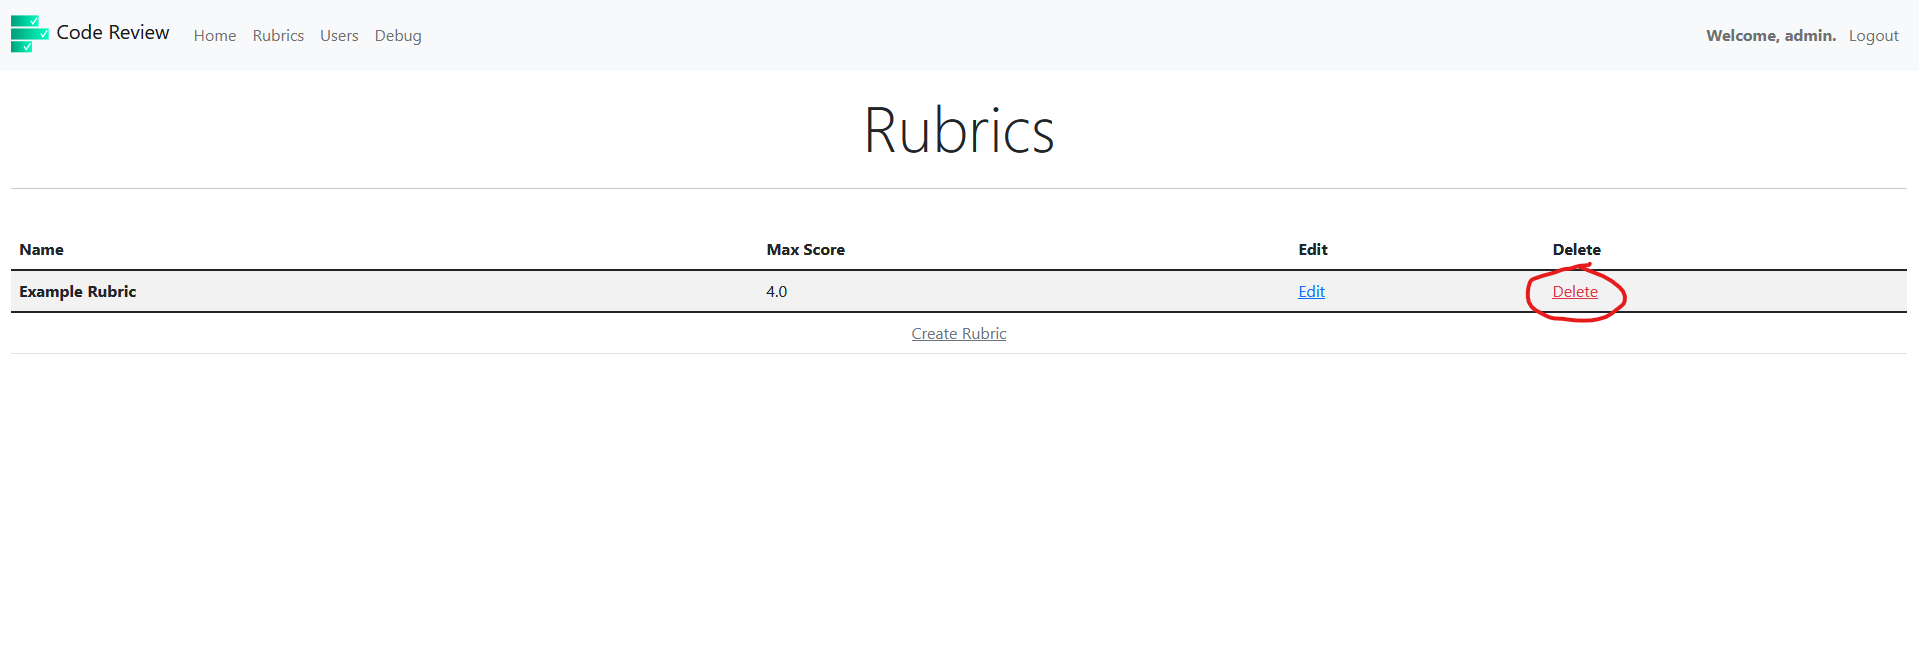 Code Review Home Rubrics Users Debug Welcome, admin. Logout
Rubrics
Name Max Score Edit Delete
Example Rubric 4.0 Edit Delete
Create Rubric